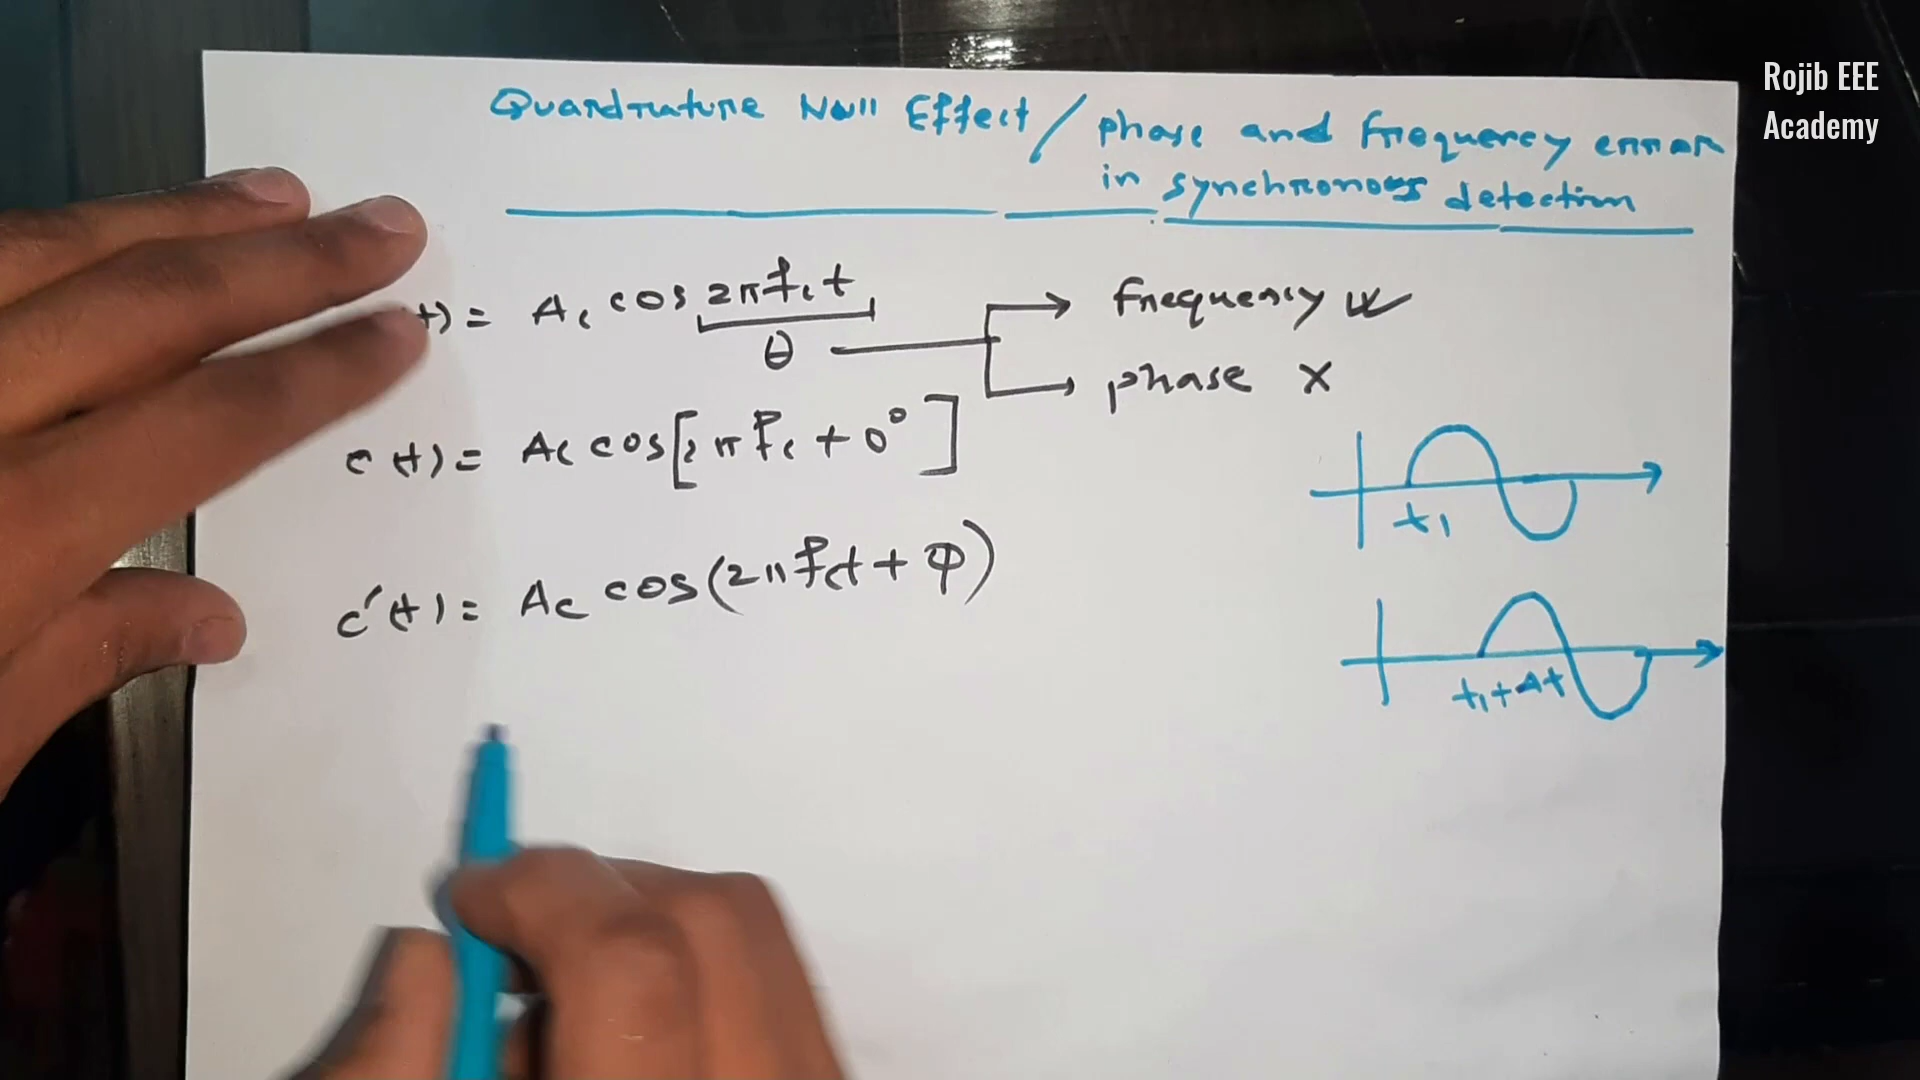 Rojib EEE
Academy
Quadrature Null Effect / phase and frequency error
in synchronous detection
t) = Ac cos 2πfct
θ
frequency
phase X
c(t) = Ac cos[2πfc + 0°]
t1
c'(t) = Ac cos(2πfct + φ)
t1+Δt